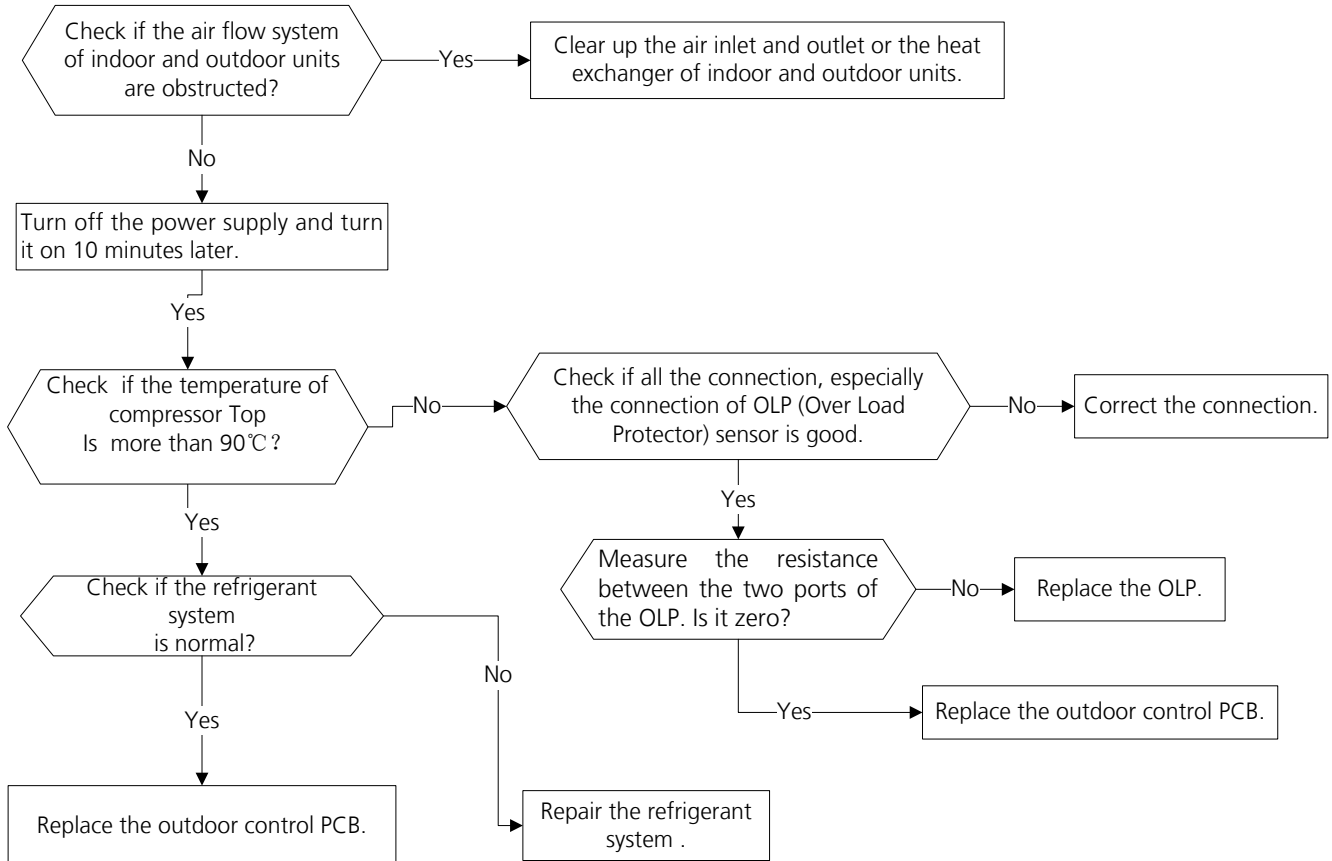 Check if the air flow system
of indoor and outdoor units
are obstructed?
Yes
Clear up the air inlet and outlet or the heat
exchanger of indoor and outdoor units.
No
Turn off the power supply and turn
it on 10 minutes later.
Yes
Check if the temperature of
compressor Top
Is more than 90℃?
No
Check if all the connection, especially
the connection of OLP (Over Load
Protector) sensor is good.
No
Correct the connection.
Yes
Yes
Measure the resistance
between the two ports of
the OLP. Is it zero?
No
Replace the OLP.
Check if the refrigerant
system
is normal?
No
Yes
Yes
Replace the outdoor control PCB.
Replace the outdoor control PCB.
Repair the refrigerant
system .